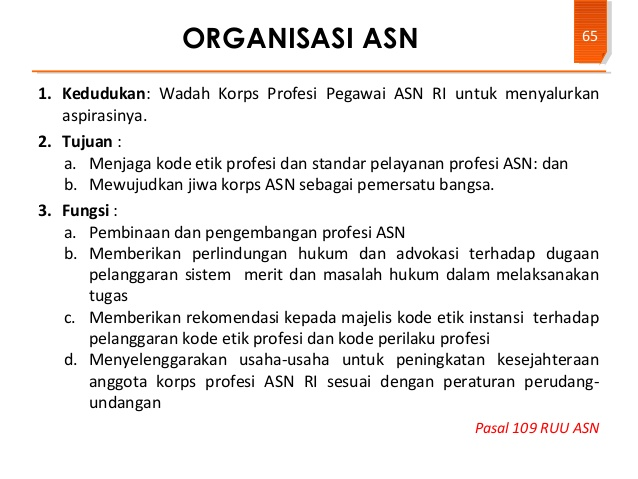 ORGANISASI ASN
65
1. Kedudukan: Wadah Korps Profesi Pegawai ASN RI untuk menyalurkan
aspirasinya.
2. Tujuan :
a. Menjaga kode etik profesi dan standar pelayanan profesi ASN: dan
b. Mewujudkan jiwa korps ASN sebagai pemersatu bangsa.
3. Fungsi :
a. Pembinaan dan pengembangan profesi ASN
b. Memberikan perlindungan hukum dan advokasi terhadap dugaan
pelanggaran sistem merit dan masalah hukum dalam melaksanakan
tugas
c. Memberikan rekomendasi kepada majelis kode etik instansi terhadap
pelanggaran kode etik profesi dan kode perilaku profesi
d. Menyelenggarakan usaha-usaha untuk peningkatan kesejahteraan
anggota korps profesi ASN RI sesuai dengan peraturan perudang-
undangan
Pasal 109 RUU ASN